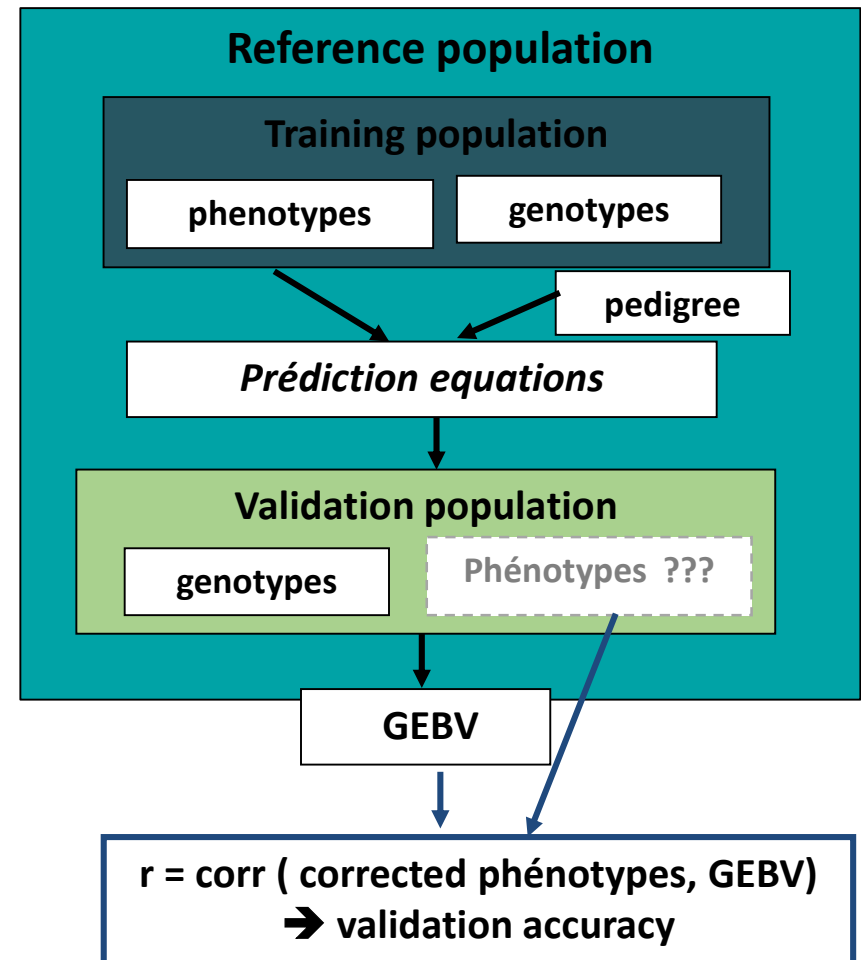 Reference population
Training population
phenotypes
genotypes
pedigree
Prédiction equations
Validation population
genotypes
Phénotypes ???
GEBV
r = corr ( corrected phénotypes, GEBV)
➔ validation accuracy